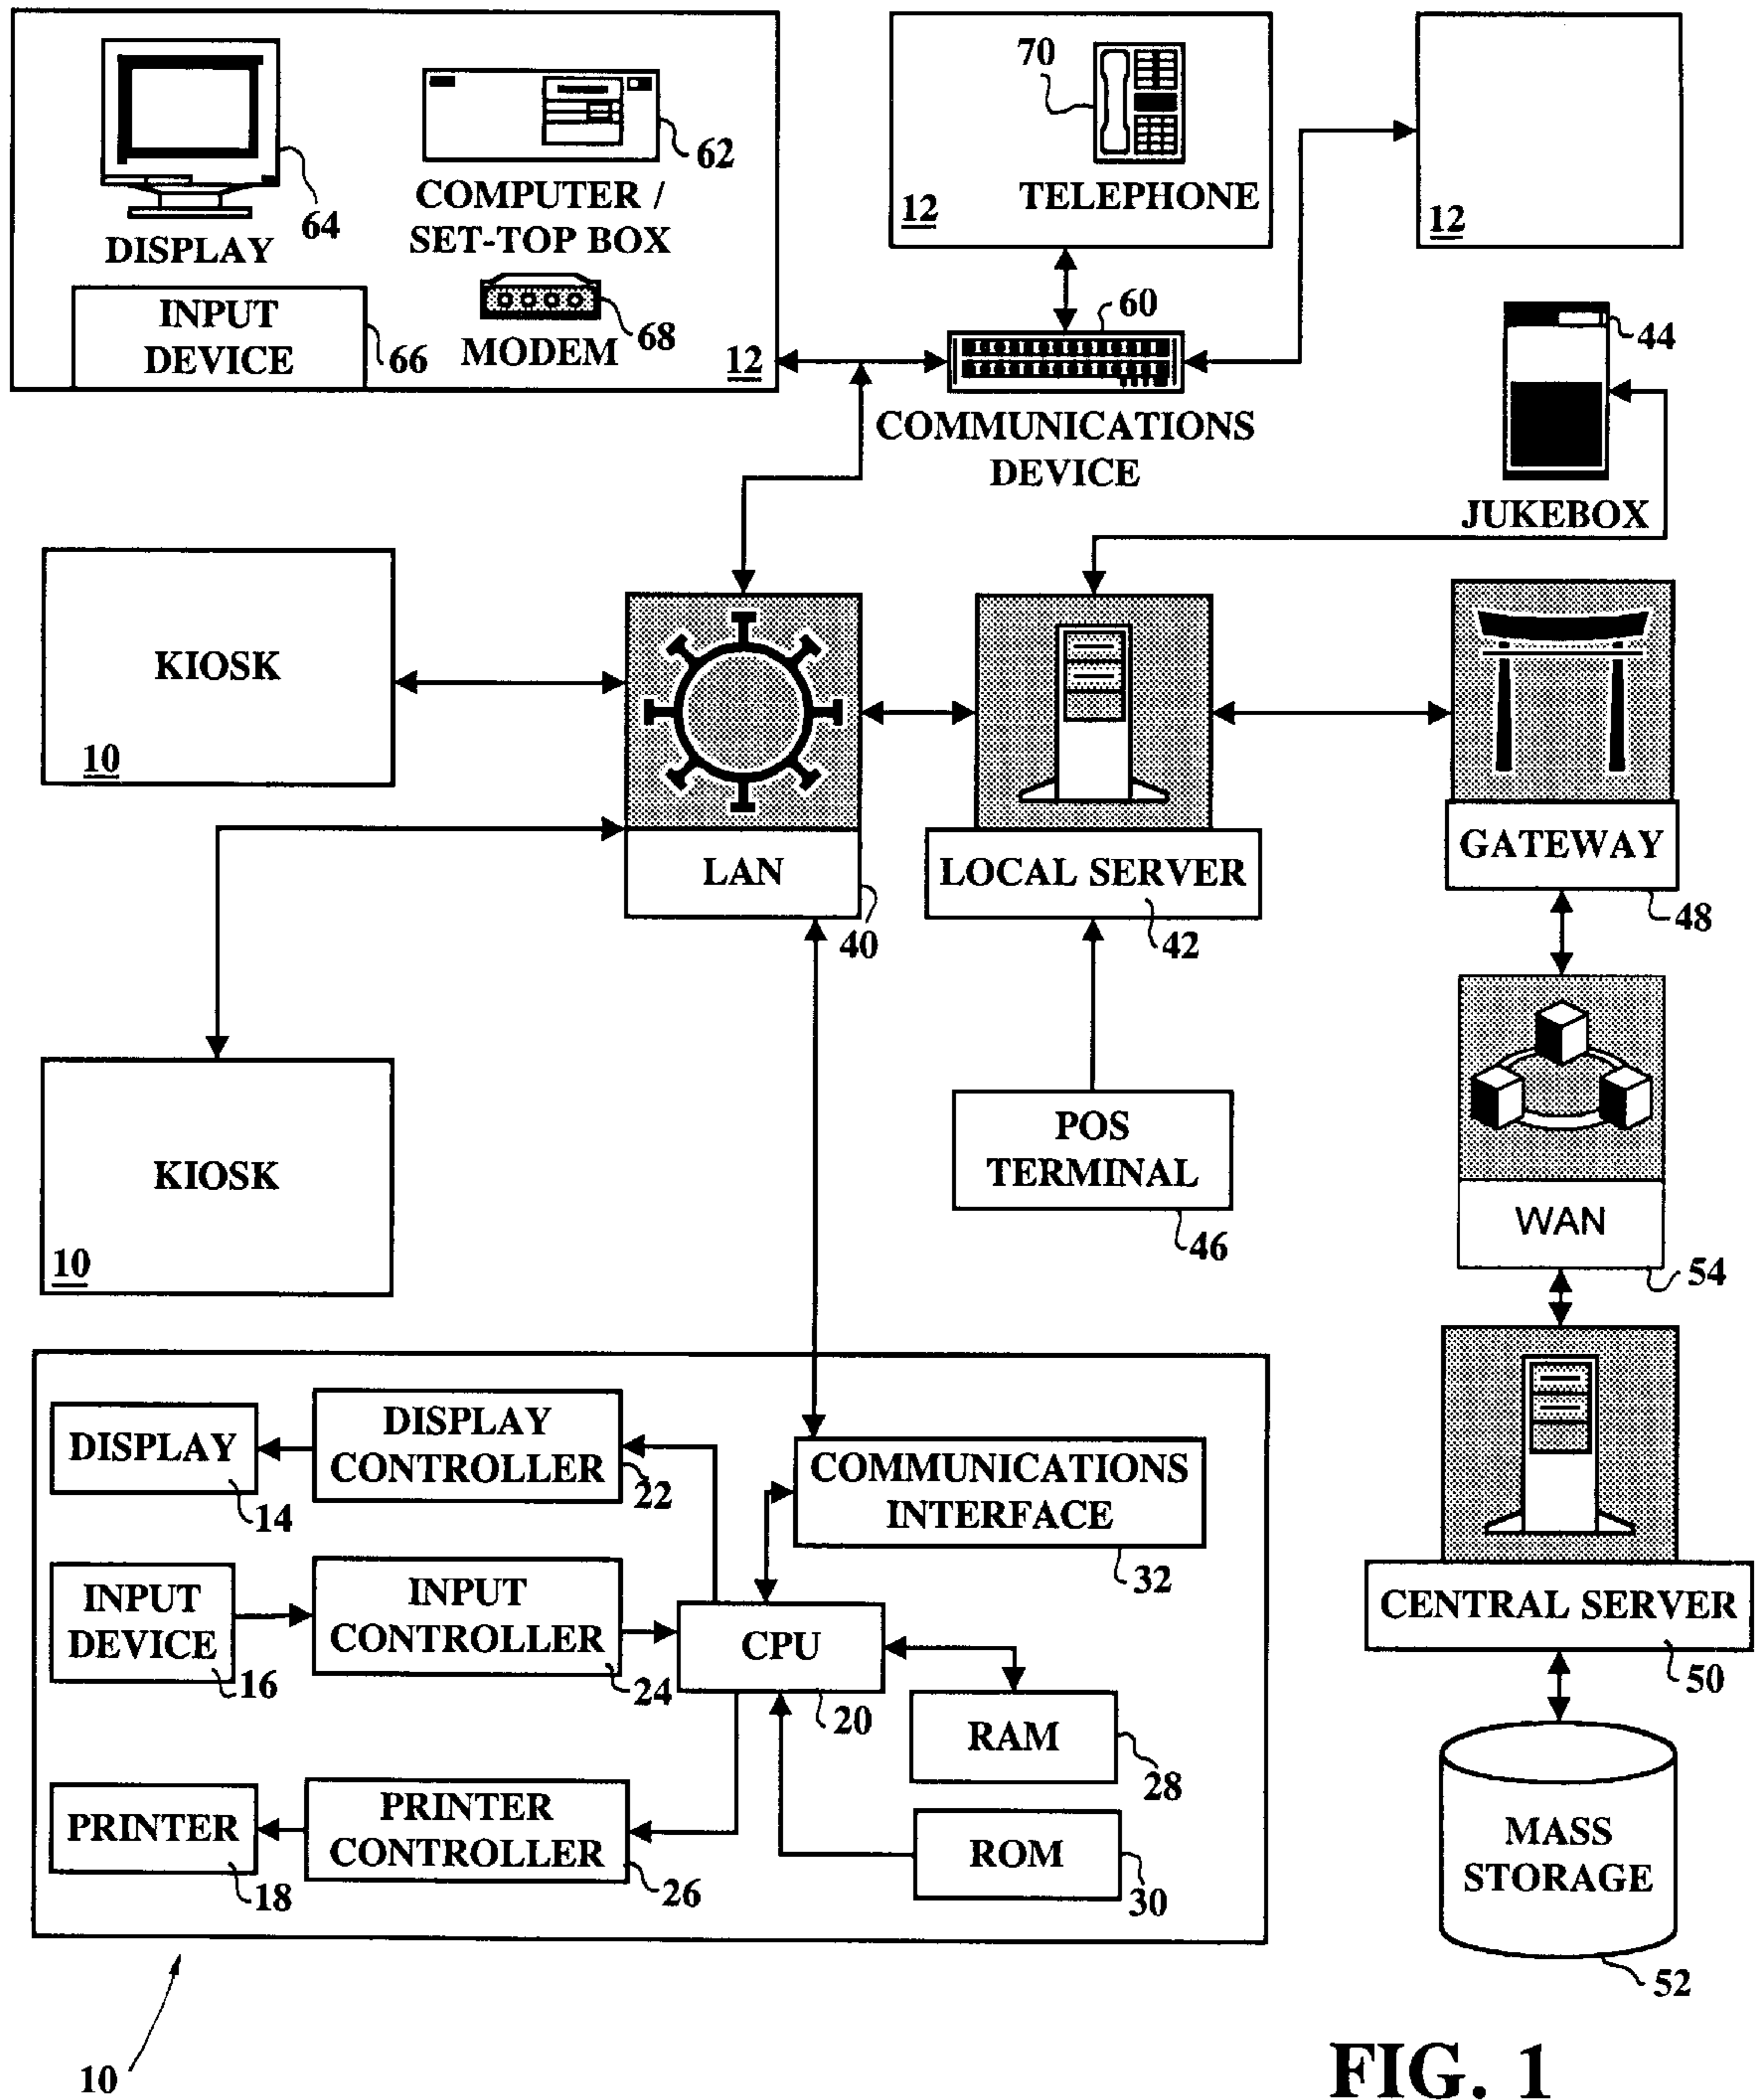 64
DISPLAY
62
COMPUTER /
SET-TOP BOX
INPUT
DEVICE
66
68
MODEM
12
70
TELEPHONE
12
12
60
COMMUNICATIONS
DEVICE
44
JUKEBOX
KIOSK
10
LAN
40
LOCAL SERVER
42
GATEWAY
48
KIOSK
10
POS
TERMINAL
46
WAN
54
DISPLAY
14
DISPLAY
CONTROLLER
22
COMMUNICATIONS
INTERFACE
32
INPUT
DEVICE
16
INPUT
CONTROLLER
24
CPU
20
RAM
28
PRINTER
18
PRINTER
CONTROLLER
26
ROM
30
CENTRAL SERVER
50
MASS
STORAGE
52
10
FIG. 1